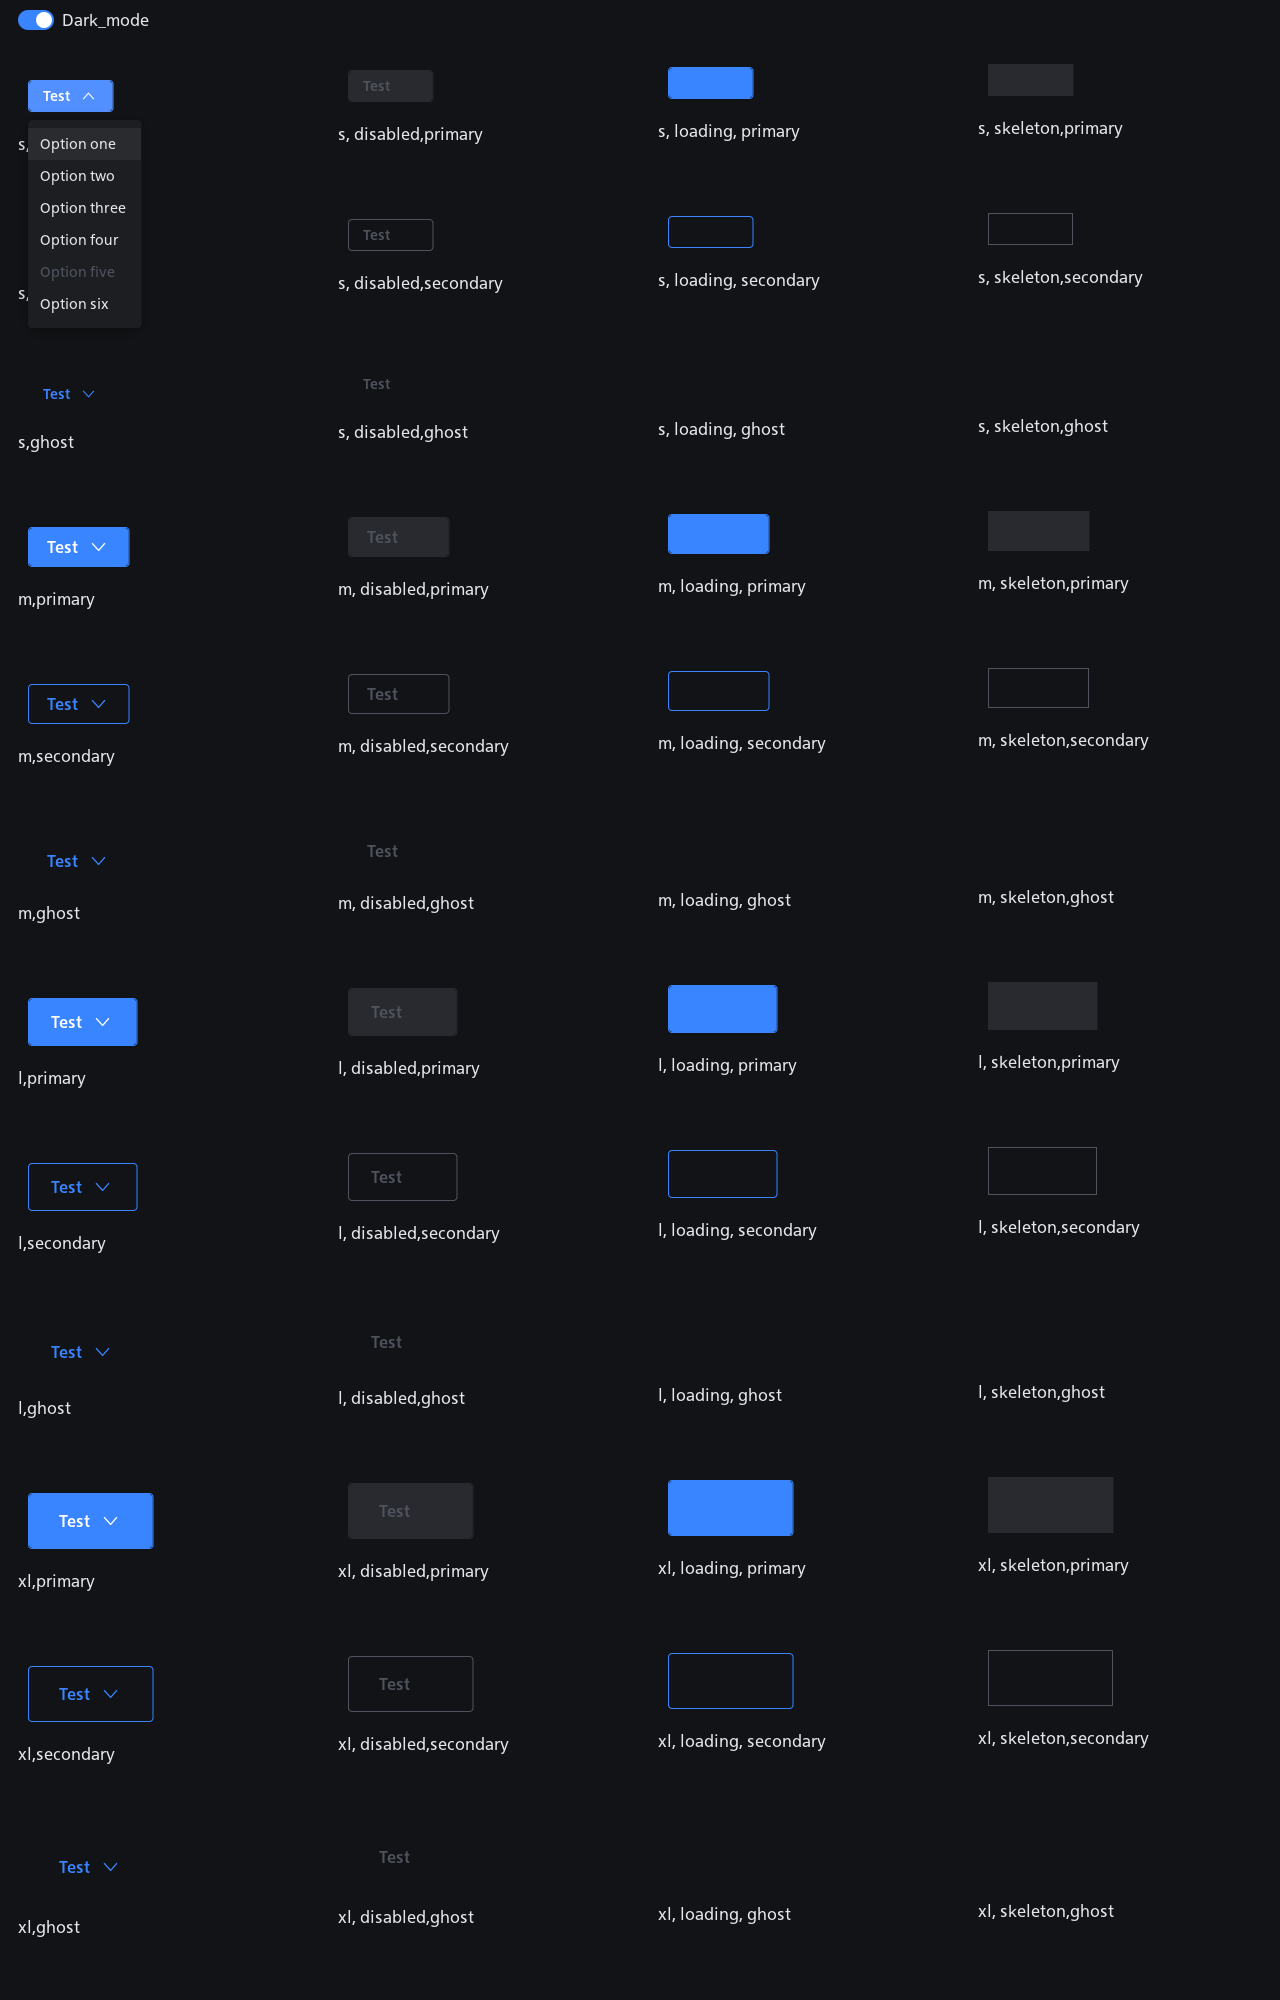 Dark_mode
Test
Test
s, disabled,primary
s, loading, primary
s, skeleton,primary
s,
Option one
Option two
Option three
Option four
Option five
Option six
Test
s, disabled,secondary
s, loading, secondary
s, skeleton,secondary
s,
Test
Test
s,ghost
s, disabled,ghost
s, loading, ghost
s, skeleton,ghost
Test
Test
m,primary
m, disabled,primary
m, loading, primary
m, skeleton,primary
Test
Test
m,secondary
m, disabled,secondary
m, loading, secondary
m, skeleton,secondary
Test
Test
m,ghost
m, disabled,ghost
m, loading, ghost
m, skeleton,ghost
Test
Test
l,primary
l, disabled,primary
l, loading, primary
l, skeleton,primary
Test
Test
l,secondary
l, disabled,secondary
l, loading, secondary
l, skeleton,secondary
Test
Test
l,ghost
l, disabled,ghost
l, loading, ghost
l, skeleton,ghost
Test
Test
xl,primary
xl, disabled,primary
xl, loading, primary
xl, skeleton,primary
Test
Test
xl,secondary
xl, disabled,secondary
xl, loading, secondary
xl, skeleton,secondary
Test
Test
xl,ghost
xl, disabled,ghost
xl, loading, ghost
xl, skeleton,ghost